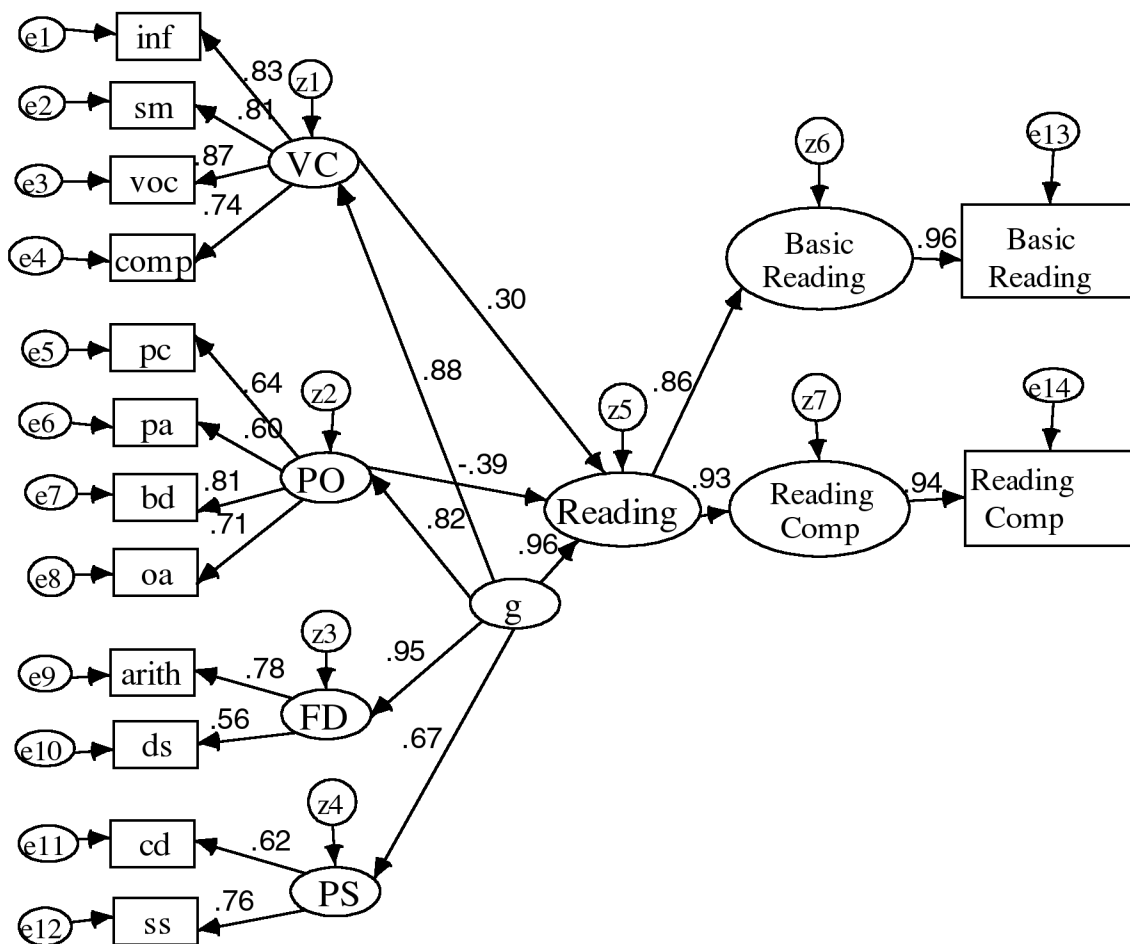 e1
inf
.83
z1
e2
sm
.81
e3
voc
.87
VC
.74
e4
comp
z6
e13
Basic
Reading
.96
Basic
Reading
.30
e5
pc
.64
z2
.88
.86
z5
z7
e14
e6
pa
.60
PO
-.39
e7
bd
.81
.82
Reading
.93
Reading
Comp
.94
Reading
Comp
.71
.96
e8
oa
g
z3
e9
arith
.78
.95
FD
e10
ds
.56
.67
z4
e11
cd
.62
PS
e12
ss
.76